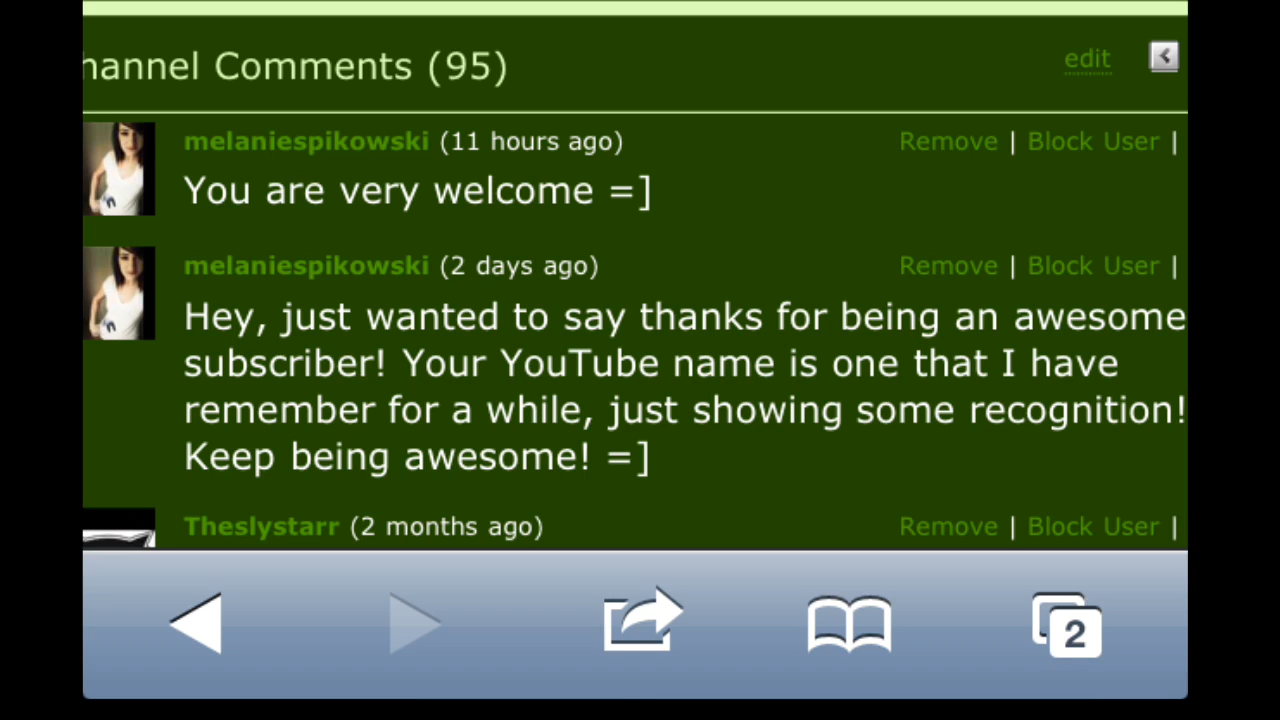 hannel Comments (95) edit
melaniespikowski (11 hours ago) Remove | Block User |
You are very welcome =]
melaniespikowski (2 days ago) Remove | Block User |
Hey, just wanted to say thanks for being an awesome
subscriber! Your YouTube name is one that I have
remember for a while, just showing some recognition!
Keep being awesome! =]
Theslystarr (2 months ago) Remove | Block User |
2